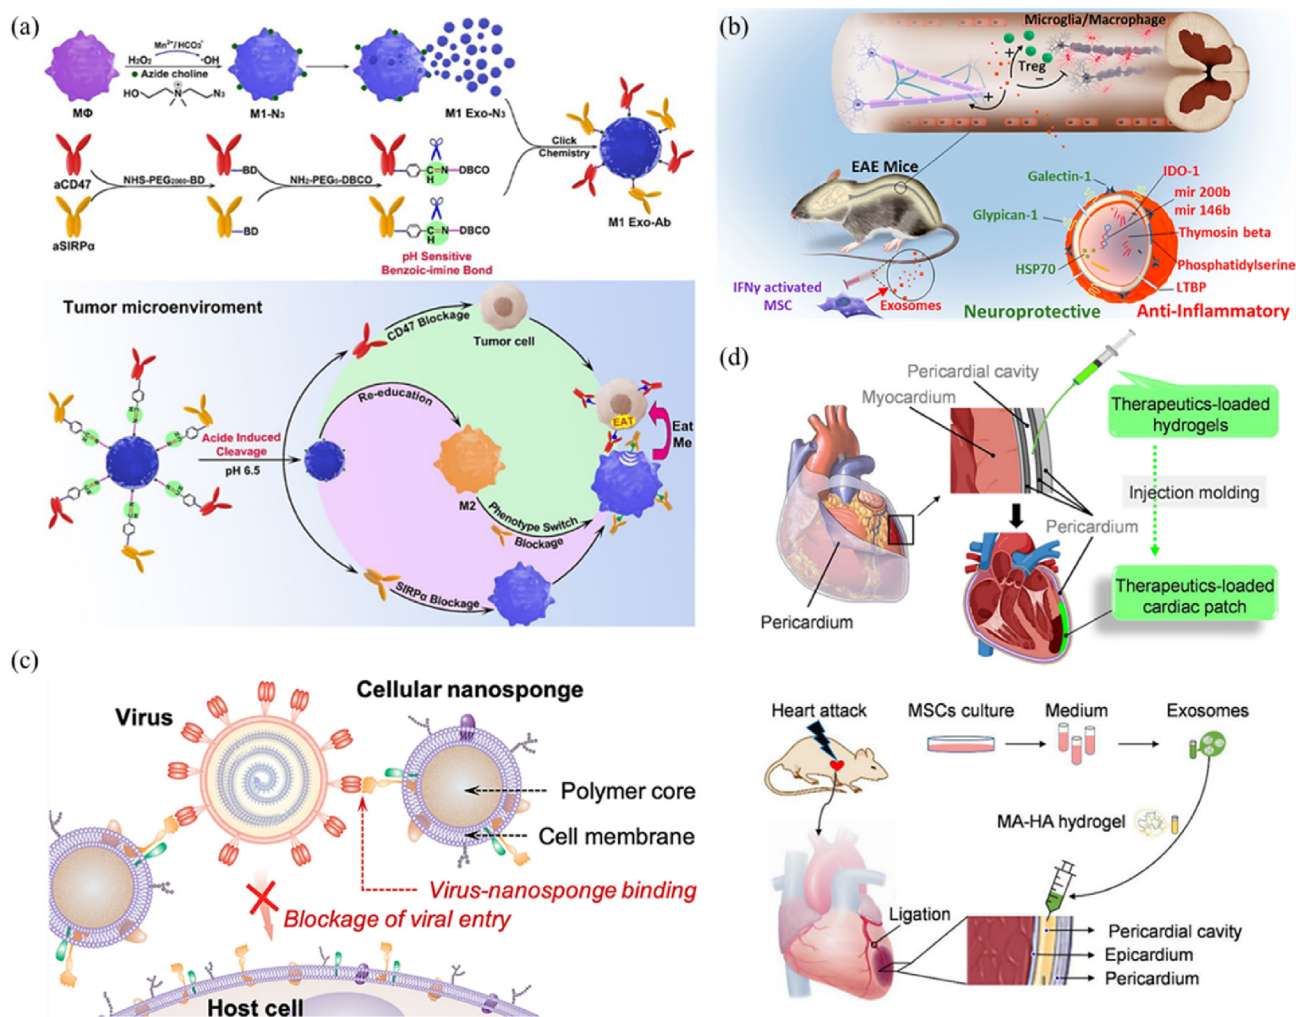 (a)
Mn²⁺/HCO₃⁻
H₂O₂
·OH
Azide choline
HO
N
⊕
N₃
MΦ
M1-N₃
M1 Exo-N₃
aCD47
NHS-PEG₂₀₀₀-BD
BD
NH₂-PEG₅-DBCO
C=N
H
DBCO
Click
Chemistry
aSIRPα
BD
C=N
H
DBCO
M1 Exo-Ab
pH Sensitive
Benzoic-imine Bond
Tumor microenviroment
CD47 Blockage
Tumor cell
Re-education
Acide Induced
Cleavage
pH 6.5
EAT
Eat
Me
M2
Phenotype Switch
Blockage
SIRPα Blockage
(b)
Microglia/Macrophage
+
Treg
−
+
EAE Mice
IFNγ activated
MSC
Exosomes
Galectin-1
Glypican-1
HSP70
IDO-1
mir 200b
mir 146b
Thymosin beta
Phosphatidylserine
LTBP
Neuroprotective
Anti-Inflammatory
(c)
Virus
Cellular nanosponge
Polymer core
Cell membrane
Virus-nanosponge binding
Blockage of viral entry
Host cell
(d)
Pericardial cavity
Myocardium
Therapeutics-loaded
hydrogels
Injection molding
Pericardium
Pericardium
Therapeutics-loaded
cardiac patch
Heart attack
MSCs culture
Medium
Exosomes
MA-HA hydrogel
Ligation
Pericardial cavity
Epicardium
Pericardium